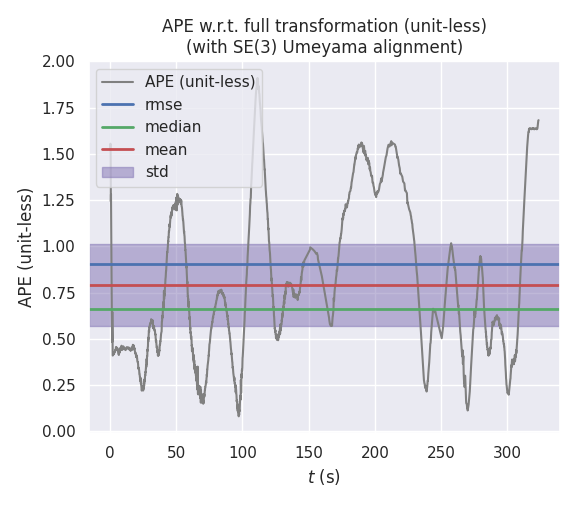 APE w.r.t. full transformation (unit-less)
(with SE(3) Umeyama alignment)
APE (unit-less)
rmse
median
mean
std
APE (unit-less)
2.00
1.75
1.50
1.25
1.00
0.75
0.50
0.25
0.00
0 50 100 150 200 250 300
t (s)